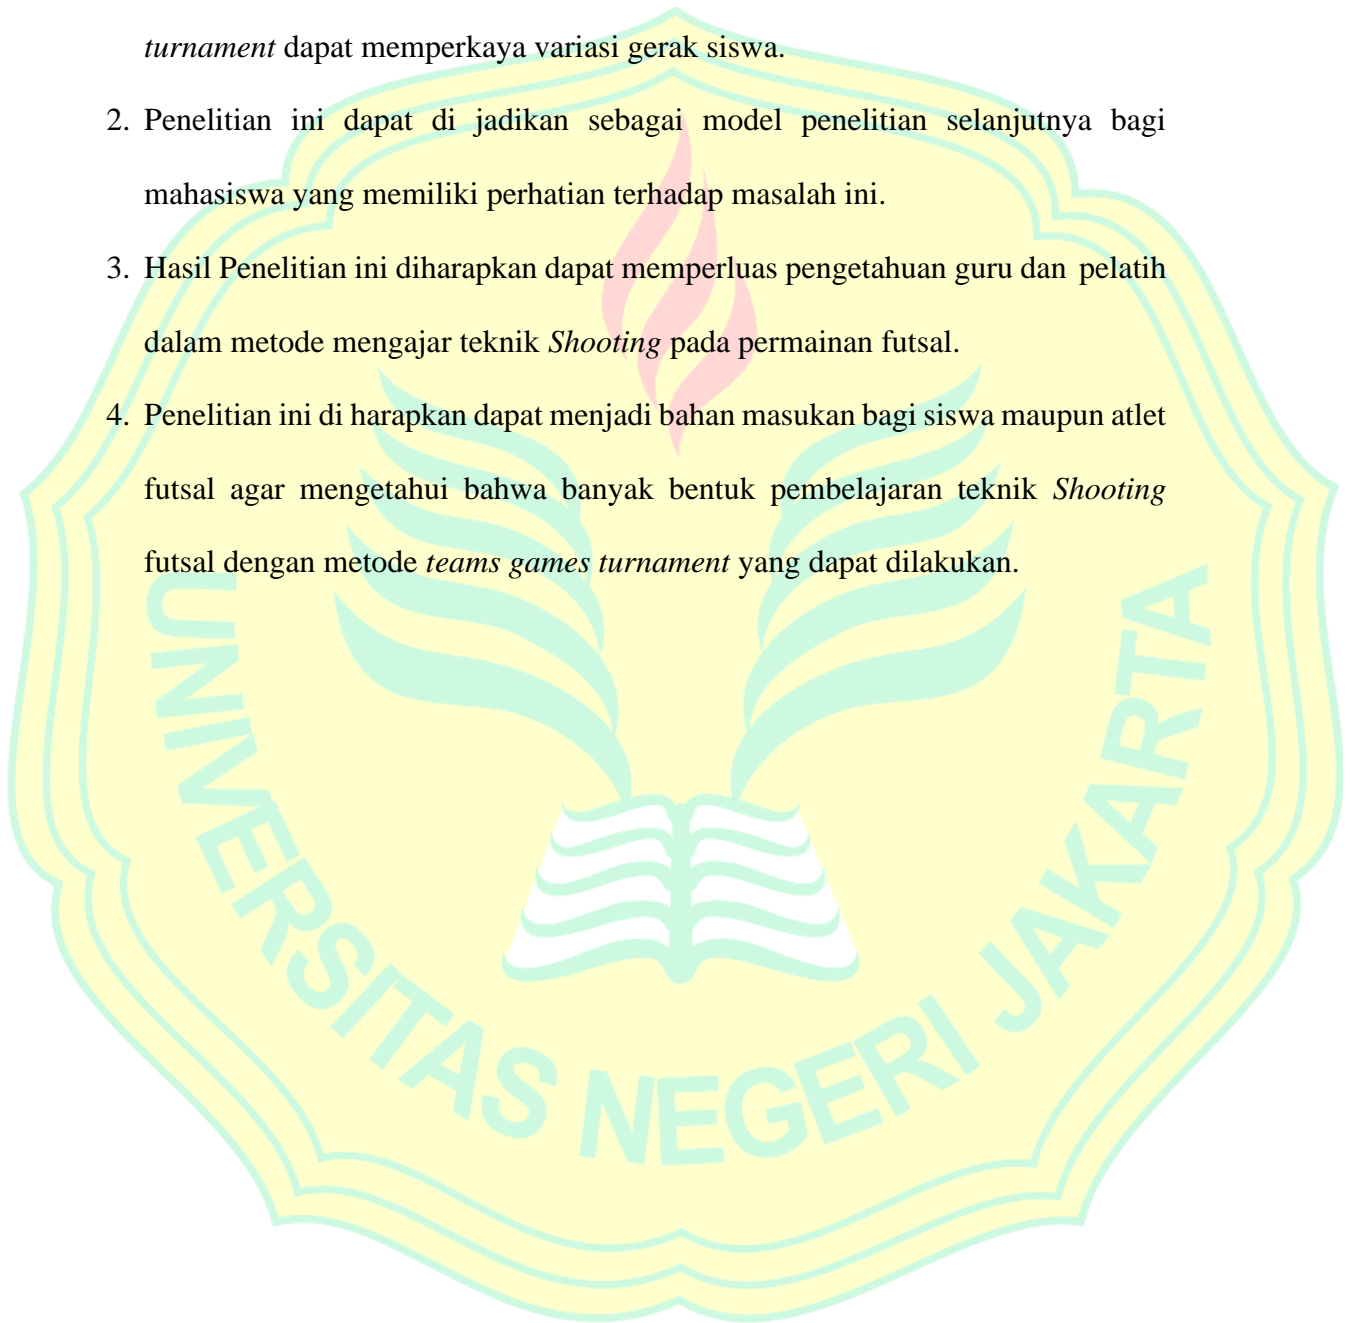 turnament dapat memperkaya variasi gerak siswa.
2. Penelitian ini dapat di jadikan sebagai model penelitian selanjutnya bagi
mahasiswa yang memiliki perhatian terhadap masalah ini.
3. Hasil Penelitian ini diharapkan dapat memperluas pengetahuan guru dan pelatih
dalam metode mengajar teknik Shooting pada permainan futsal.
4. Penelitian ini di harapkan dapat menjadi bahan masukan bagi siswa maupun atlet
futsal agar mengetahui bahwa banyak bentuk pembelajaran teknik Shooting
futsal dengan metode teams games turnament yang dapat dilakukan.
UNIVERSITAS NEGERI JAKARTA